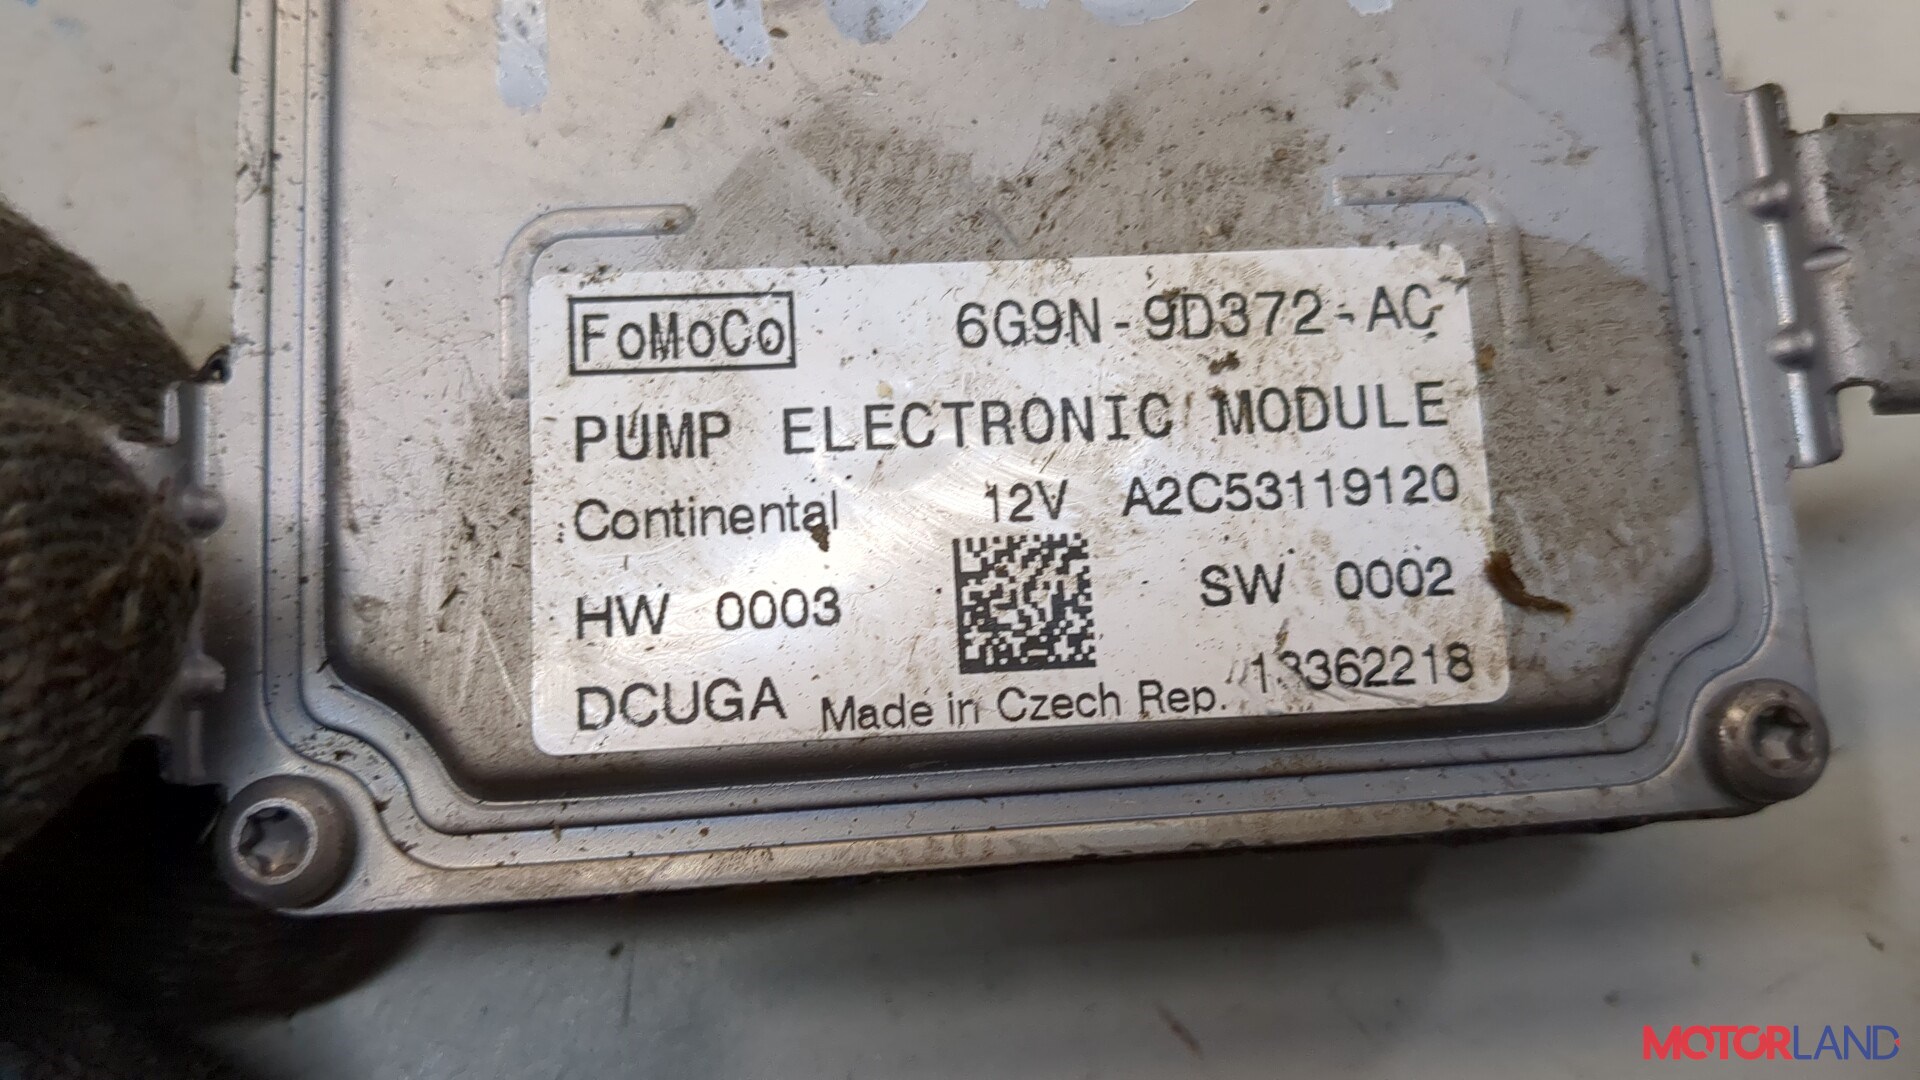 FoMoCo 6G9N-9D372-AC
PUMP ELECTRONIC MODULE
Continental 12V A2C53119120
HW 0003 SW 0002
DCUGA Made in Czech Rep. 13362218
MOTORLAND